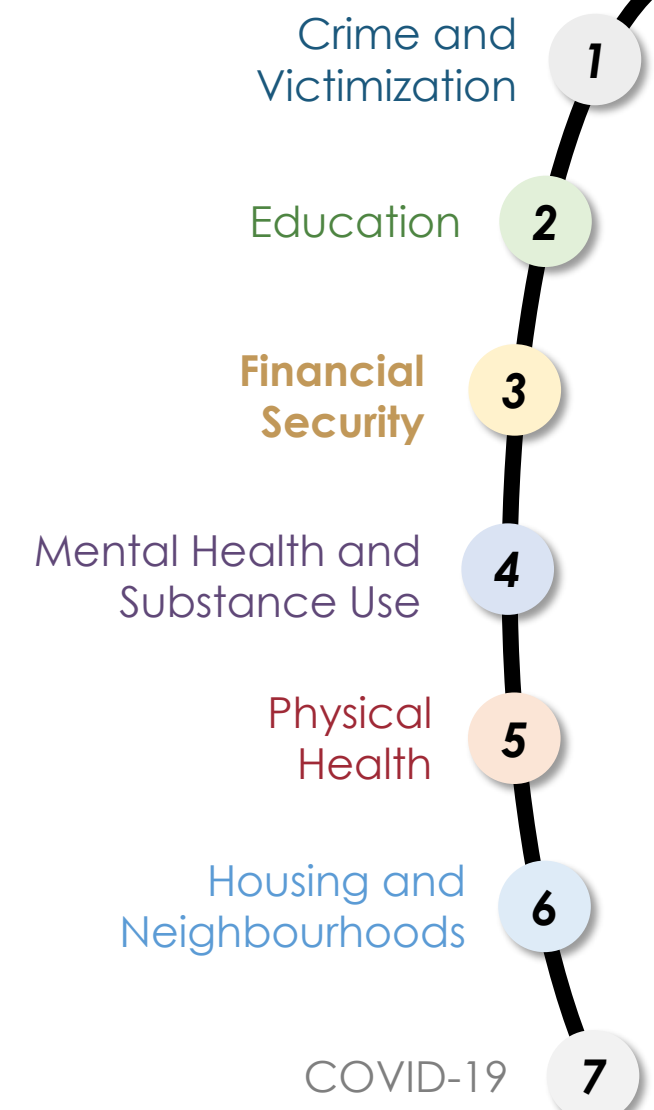 Crime and
Victimization
1
Education
2
Financial
Security
3
Mental Health and
Substance Use
4
Physical
Health
5
Housing and
Neighbourhoods
6
COVID-19
7